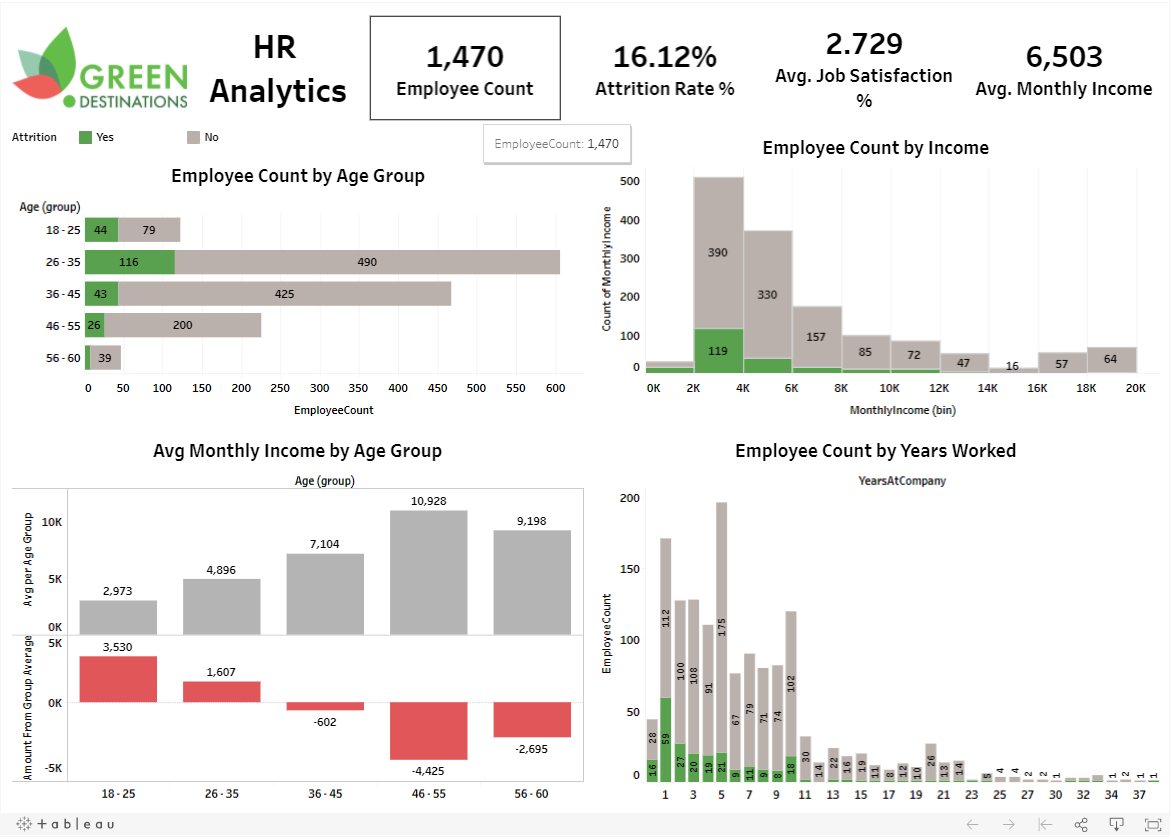 GREEN
DESTINATIONS
HR
Analytics
1,470
Employee Count
16.12%
Attrition Rate %
2.729
Avg. Job Satisfaction
%
6,503
Avg. Monthly Income
Attrition Yes No
EmployeeCount: 1,470
Employee Count by Age Group
Age (group)
18 - 25 44 79
26 - 35 116 490
36 - 45 43 425
46 - 55 26 200
56 - 60 39
0 50 100 150 200 250 300 350 400 450 500 550 600
EmployeeCount
Employee Count by Income
Count of MonthlyIncome
500
400
300
200
100
0
390
330
157
85
72
47
16
57
64
119
0K 2K 4K 6K 8K 10K 12K 14K 16K 18K 20K
MonthlyIncome (bin)
Avg Monthly Income by Age Group
Age (group)
Avg per Age Group
10K
5K
0K
2,973
4,896
7,104
10,928
9,198
Amount From Group Average
5K
0K
-5K
3,530
1,607
-602
-4,425
-2,695
18 - 25 26 - 35 36 - 45 46 - 55 56 - 60
Employee Count by Years Worked
YearsAtCompany
EmployeeCount
200
150
100
50
0
28 112 100 108 91 175 67 79 71 74 102 30 14 22 16 19 11 8 12 10 26 13 14 5 4 4 2 2 1 1 2 1 1
16 59 27 20 19 21 9 11 9 8 18
1 3 5 7 9 11 13 15 17 19 21 23 25 27 30 32 34 37
+ a b l e a u